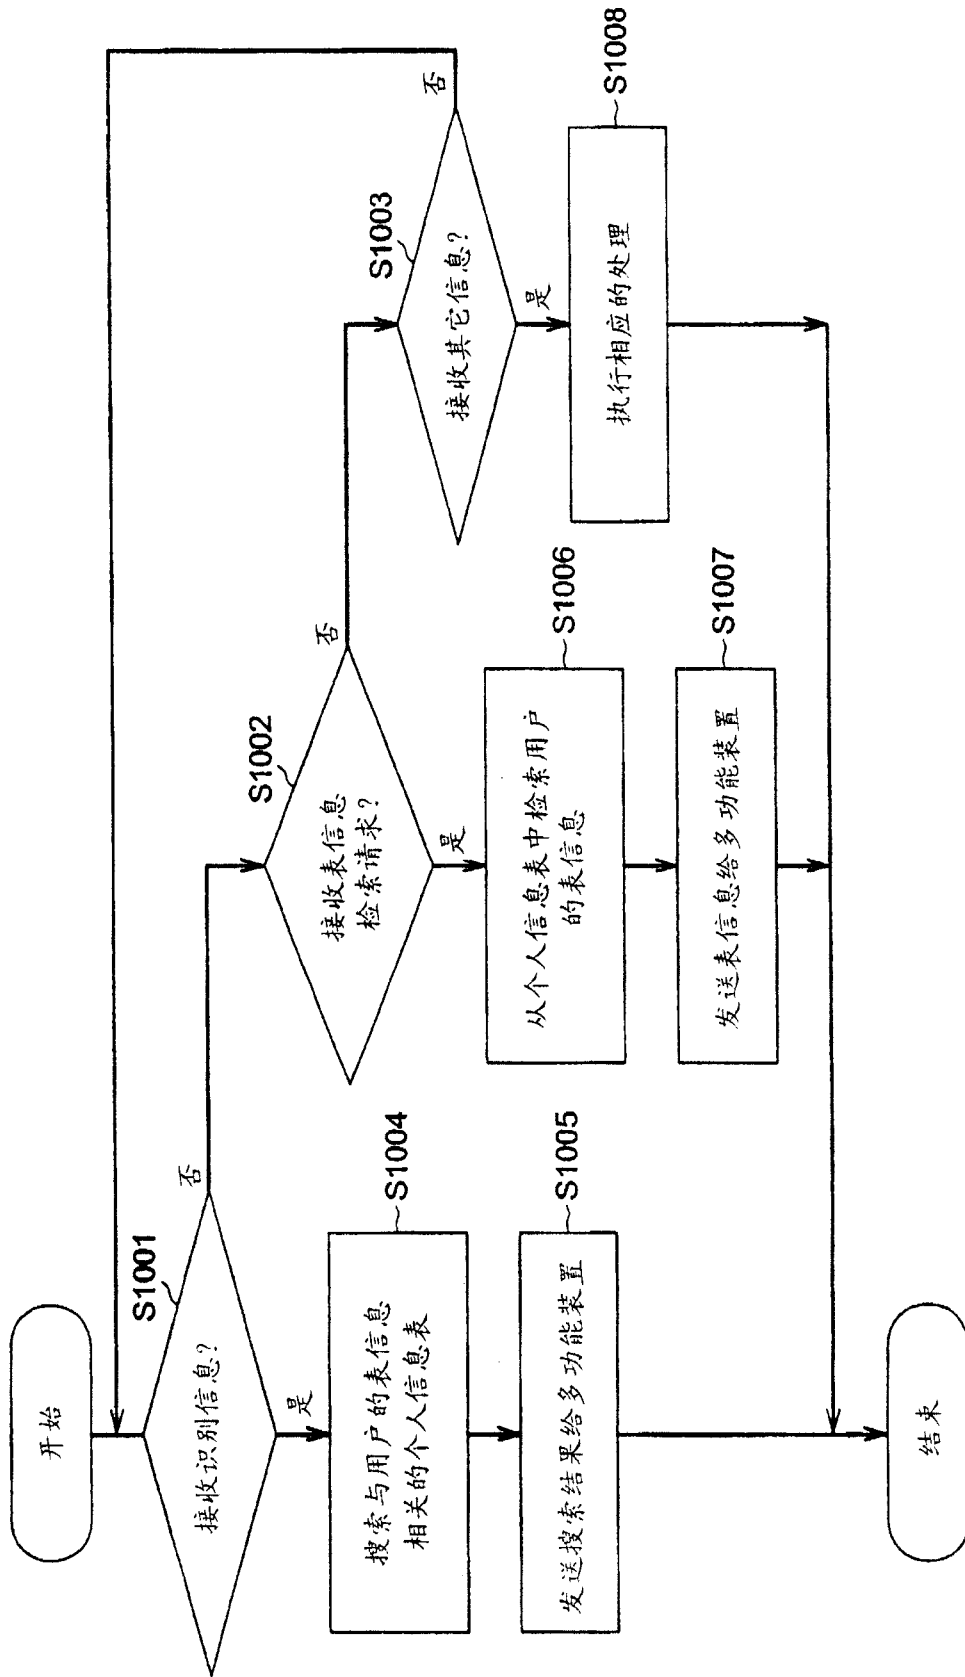 开始
S1001
接收识别信息?
否
是
S1002
接收表信息
检索请求?
否
是
S1003
接收其它信息?
否
是
S1004
搜索与用户的表信息
相关的个人信息表
S1005
发送搜索结果给多功能装置
S1006
从个人信息表中检索用户
的表信息
S1007
发送表信息给多功能装置
S1008
执行相应的处理
结束